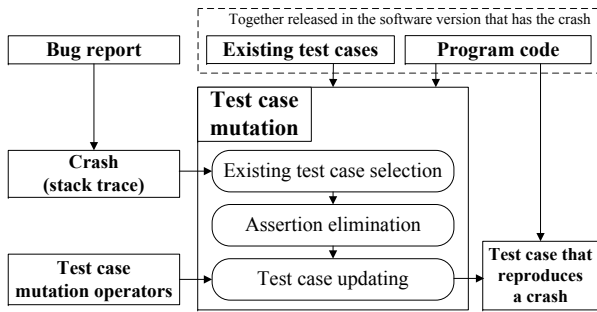 Together released in the software version that has the crash
Bug report
Existing test cases
Program code
Test case
mutation
Crash
(stack trace)
Existing test case selection
Assertion elimination
Test case
mutation operators
Test case updating
Test case that
reproduces
a crash